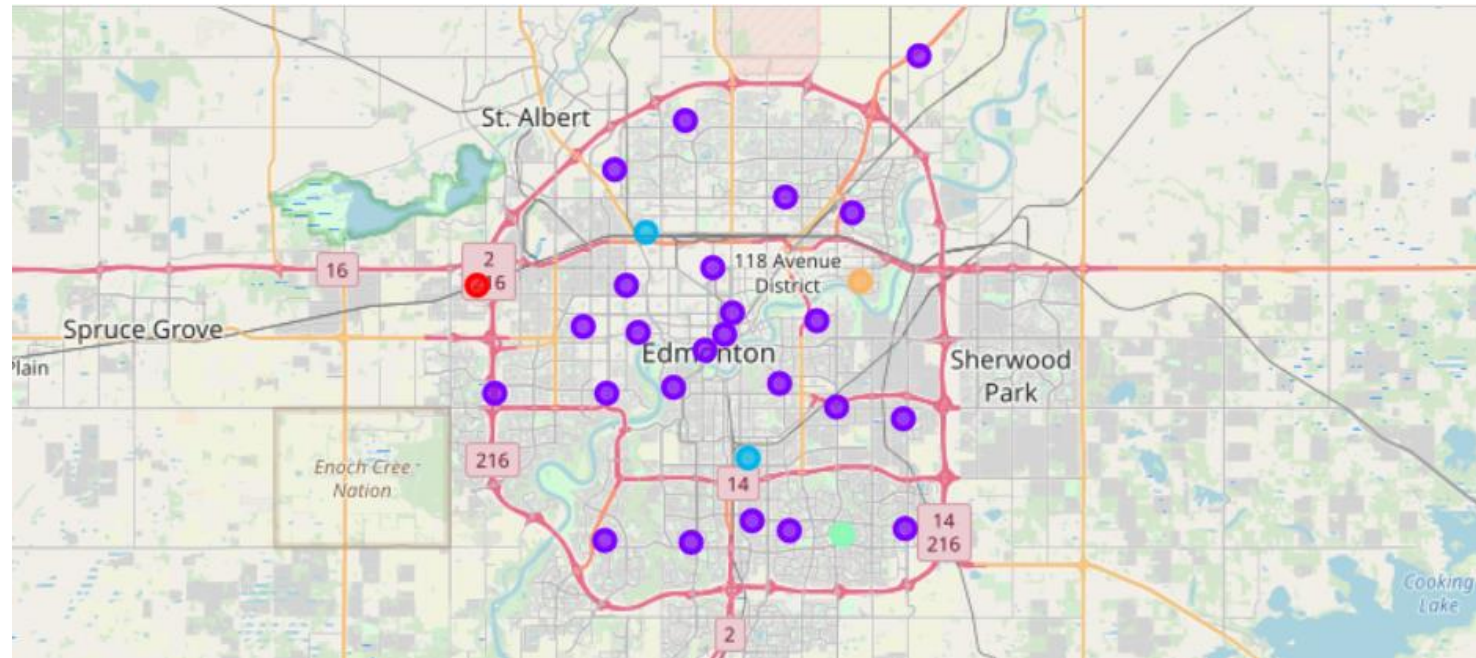 St. Albert
118 Avenue
District
2
16
16
Spruce Grove
Plain
Edmonton
Sherwood
Park
Enoch Cree
Nation
216
14
14
216
Cooking
Lake
2